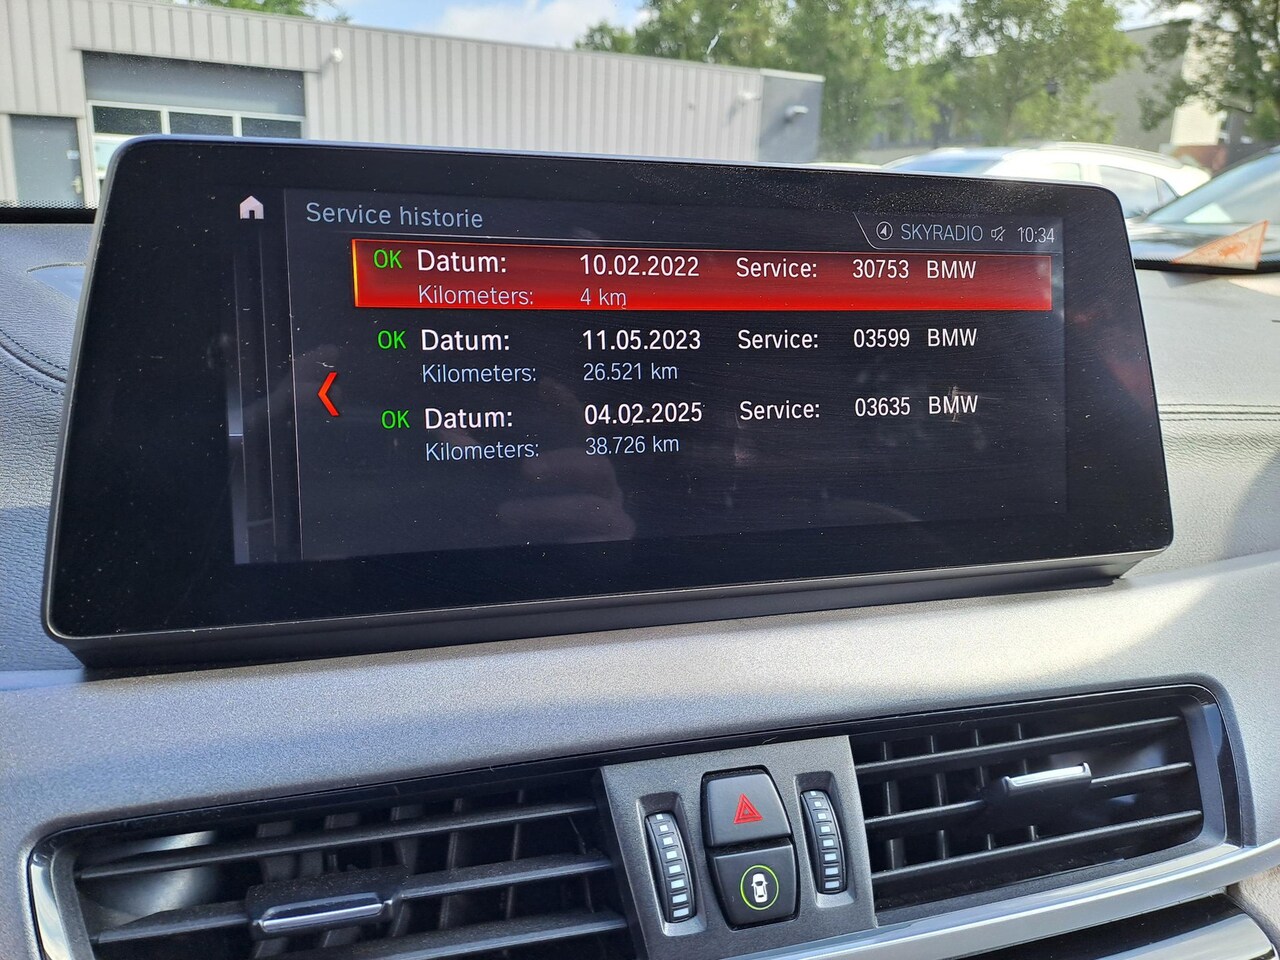 Service historie
SKYRADIO 10:34
OK Datum: 10.02.2022 Service: 30753 BMW
Kilometers: 4 km
OK Datum: 11.05.2023 Service: 03599 BMW
Kilometers: 26.521 km
OK Datum: 04.02.2025 Service: 03635 BMW
Kilometers: 38.726 km